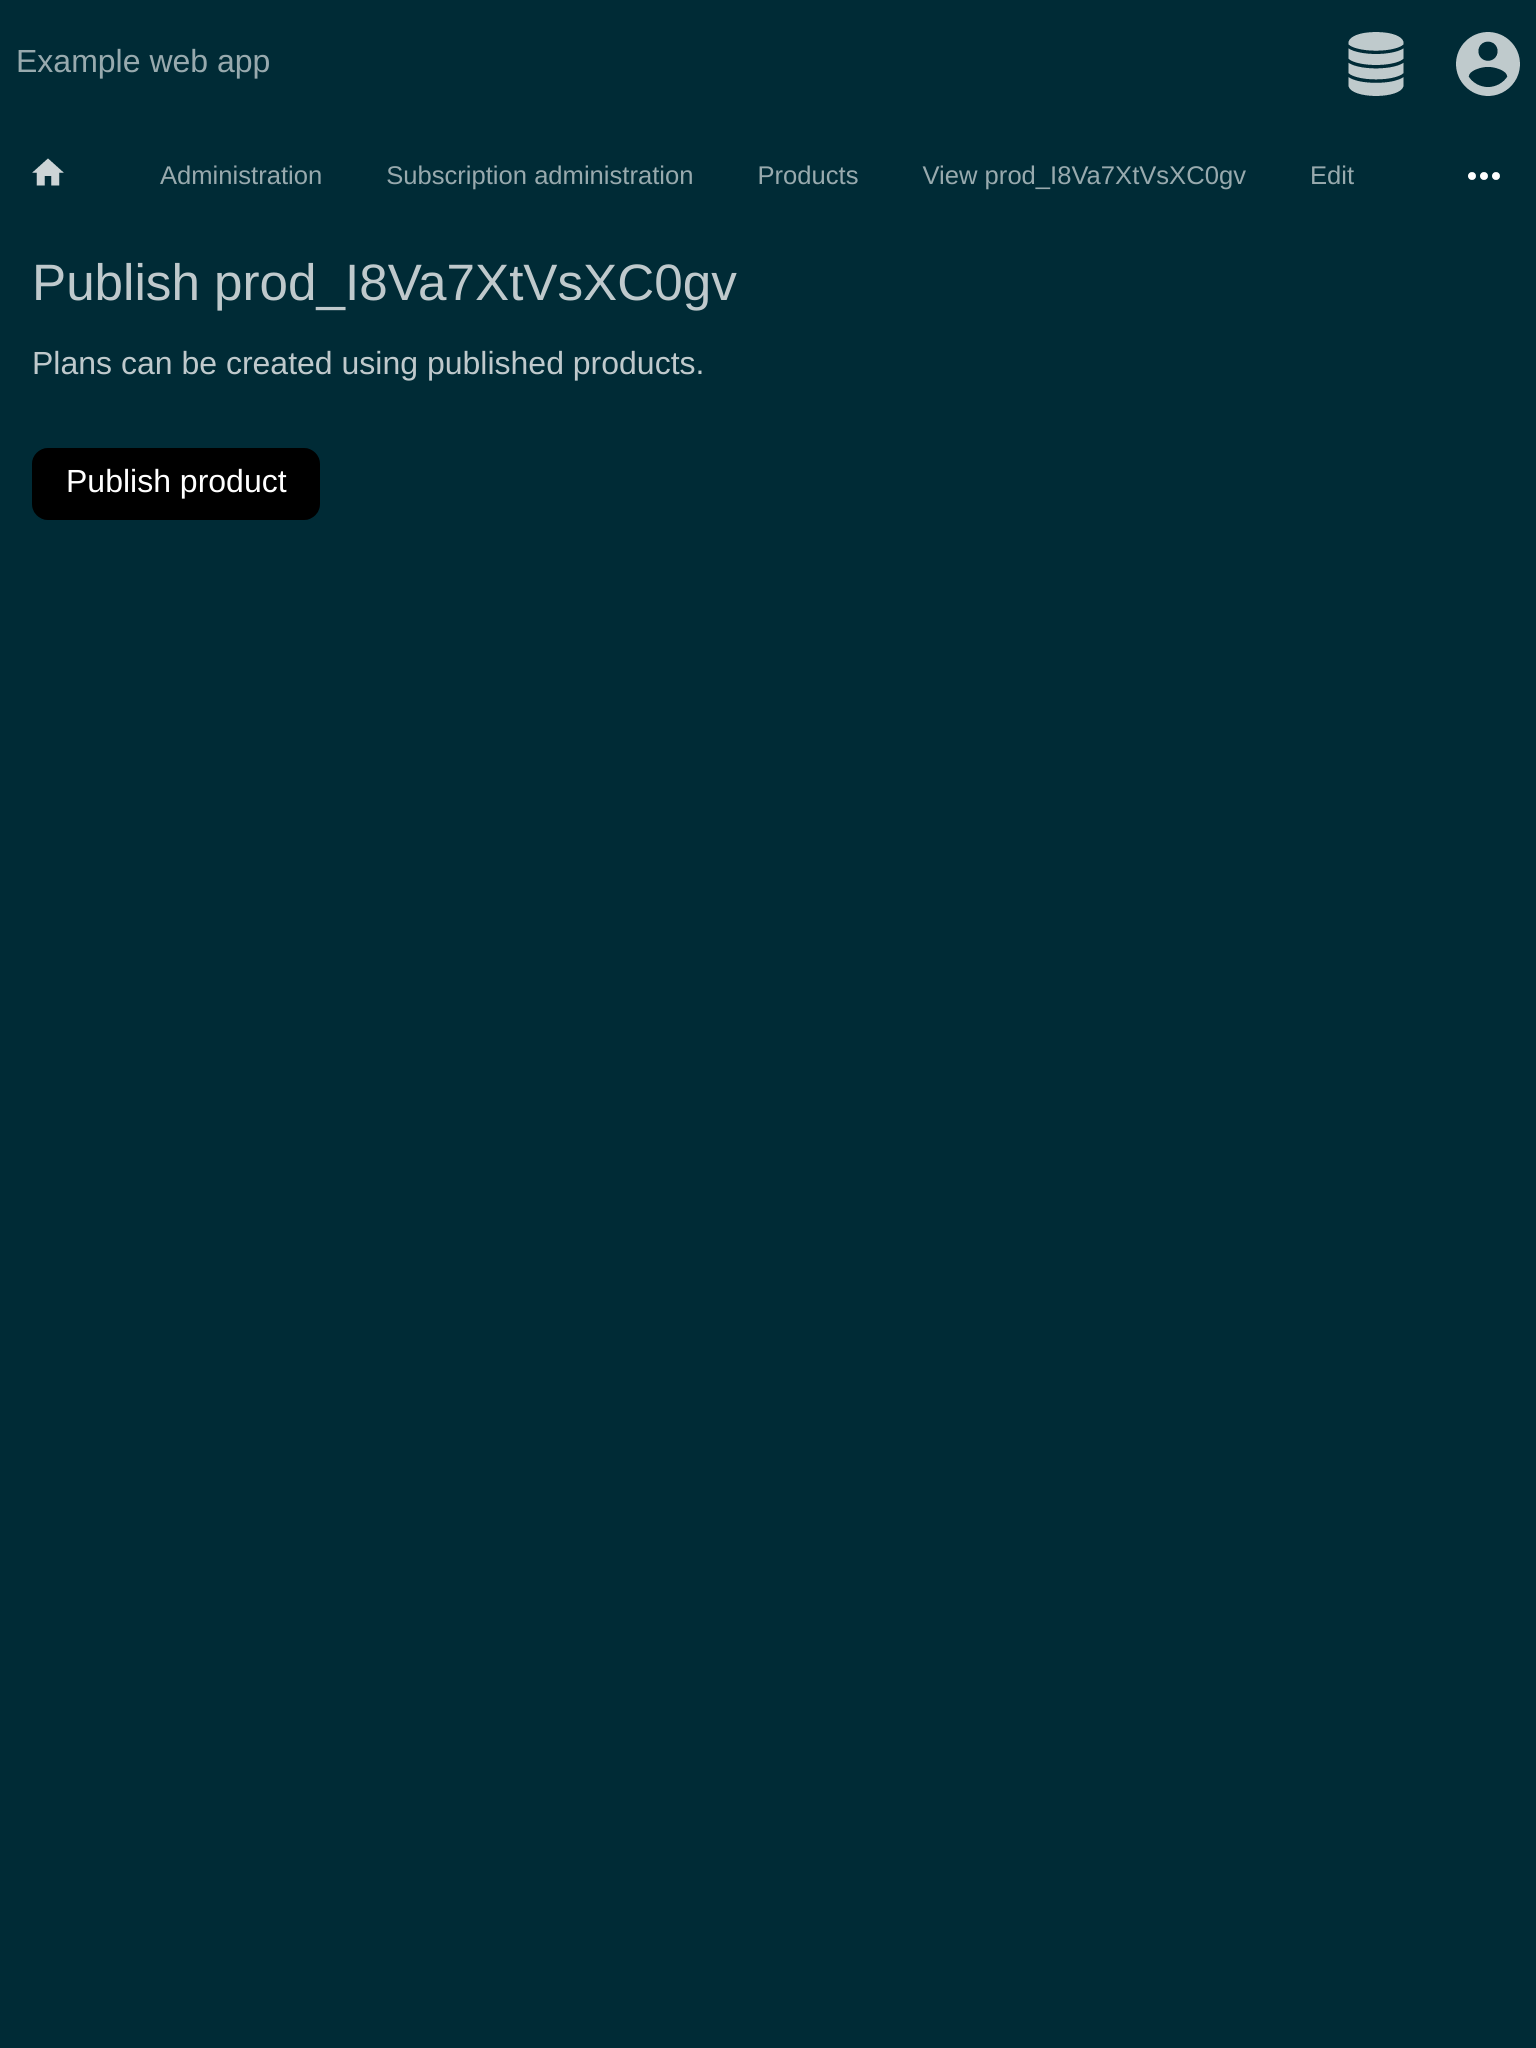 Example web app
Administration Subscription administration Products View prod_I8Va7XtVsXC0gv Edit
Publish prod_I8Va7XtVsXC0gv
Plans can be created using published products.
Publish product